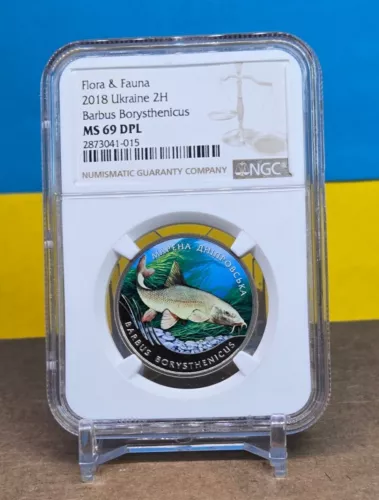 Flora & Fauna
2018 Ukraine 2H
Barbus Borysthenicus
MS 69 DPL
2873041-015
NUMISMATIC GUARANTY COMPANY
NGC
МАРЕНА ДНІПРОВСЬКА
BARBUS BORYSTHENICUS